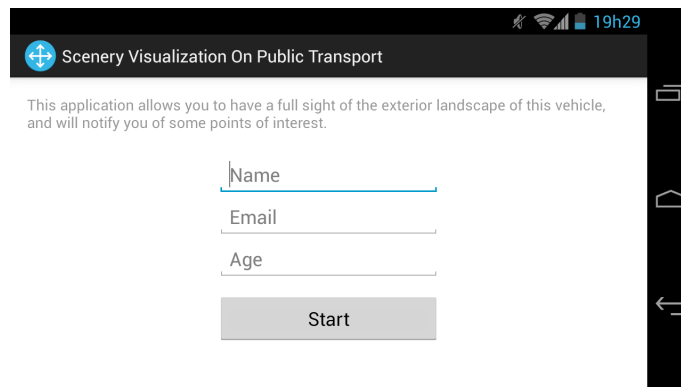 19h29
Scenery Visualization On Public Transport
This application allows you to have a full sight of the exterior landscape of this vehicle,
and will notify you of some points of interest.
Name
Email
Age
Start